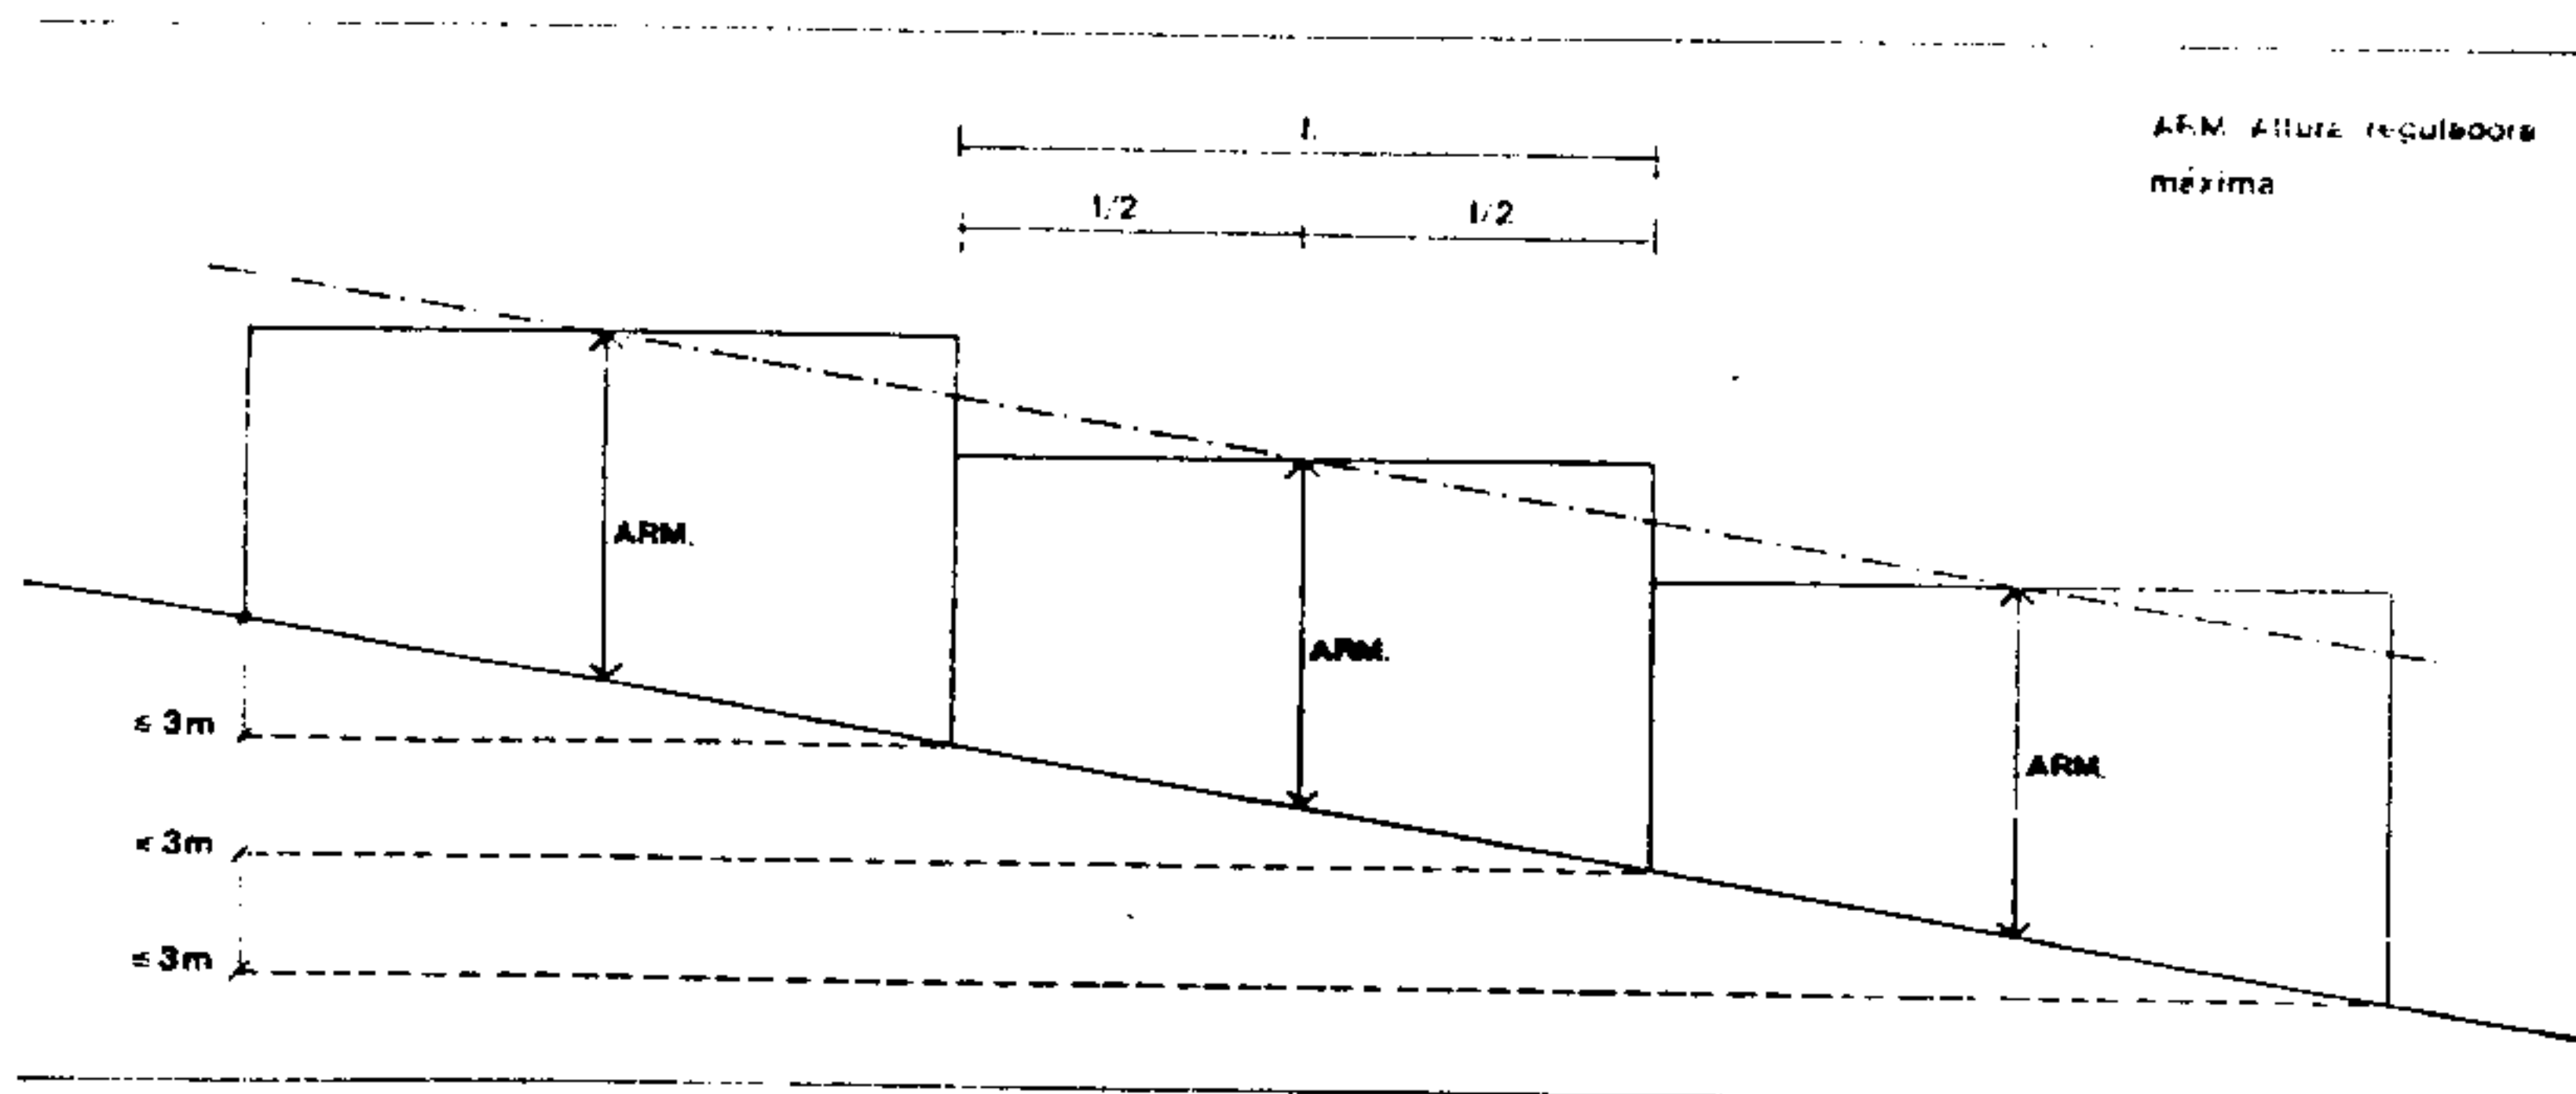 L
ARM Altura reguladora
máxima
1/2
1/2
ARM.
ARM.
≤ 3m
ARM.
< 3m
≤ 3m